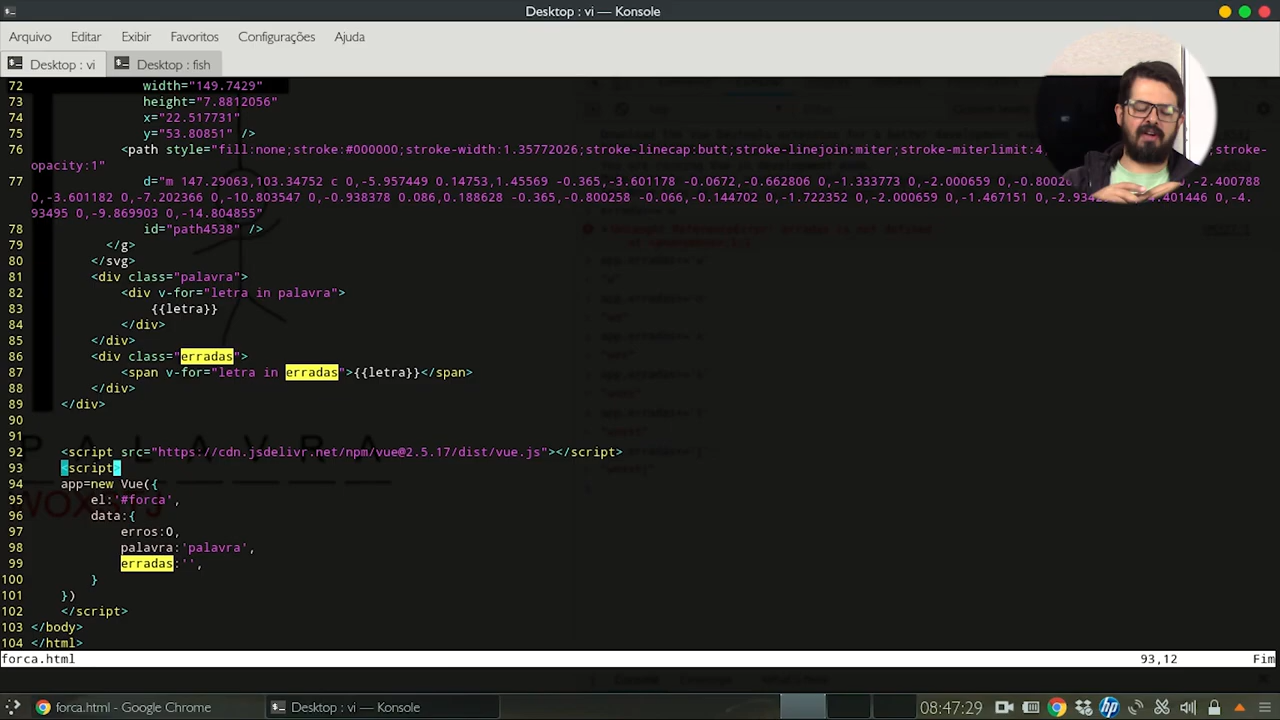 Desktop : vi — Konsole
Arquivo Editar Exibir Favoritos Configurações Ajuda
Desktop : vi Desktop : fish
72 width="149.7429"
73 height="7.8812056"
74 x="22.517731"
75 y="53.80851" />
76 <path style="fill:none;stroke:#000000;stroke-width:1.35772026;stroke-linecap:butt;stroke-linejoin:miter;stroke-miterlimit:4; stroke-
opacity:1"
77 d="m 147.29063,103.34752 c 0,-5.957449 0.14753,1.45569 -0.365,-3.601178 -0.0672,-0.662806 0,-1.333773 0,-2.000659 0,-2.400788
0,-3.601182 0,-7.202366 0,-10.803547 0,-0.938378 0.086,0.188628 -0.365,-0.800258 -0.066,-0.144702 0,-1.722352 0,-2.000659 0,-1.467151 0,-4.
93495 0,-9.869903 0,-14.804855"
78 id="path4538" />
79 </g>
80 </svg>
81 <div class="palavra">
82 <div v-for="letra in palavra">
83 {{letra}}
84 </div>
85 </div>
86 <div class="erradas">
87 <span v-for="letra in erradas">{{letra}}</span>
88 </div>
89 </div>
90
91
92 <script src="https://cdn.jsdelivr.net/npm/vue@2.5.17/dist/vue.js"></script>
93 <script>
94 app=new Vue({
95 el:'#forca',
96 data:{
97 erros:0,
98 palavra:'palavra',
99 erradas:'',
100 }
101 })
102 </script>
103 </body>
104 </html>
forca.html 93,12 Fim
forca.html - Google Chrome Desktop : vi — Konsole 08:47:29